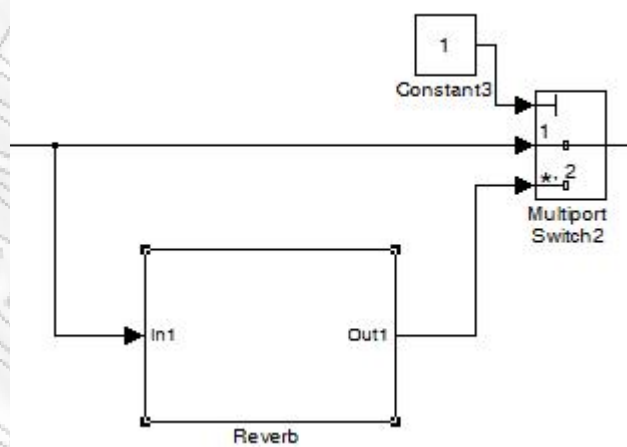 1
Constant3
1
*, 2
Multiport
Switch2
In1
Out1
Reverb